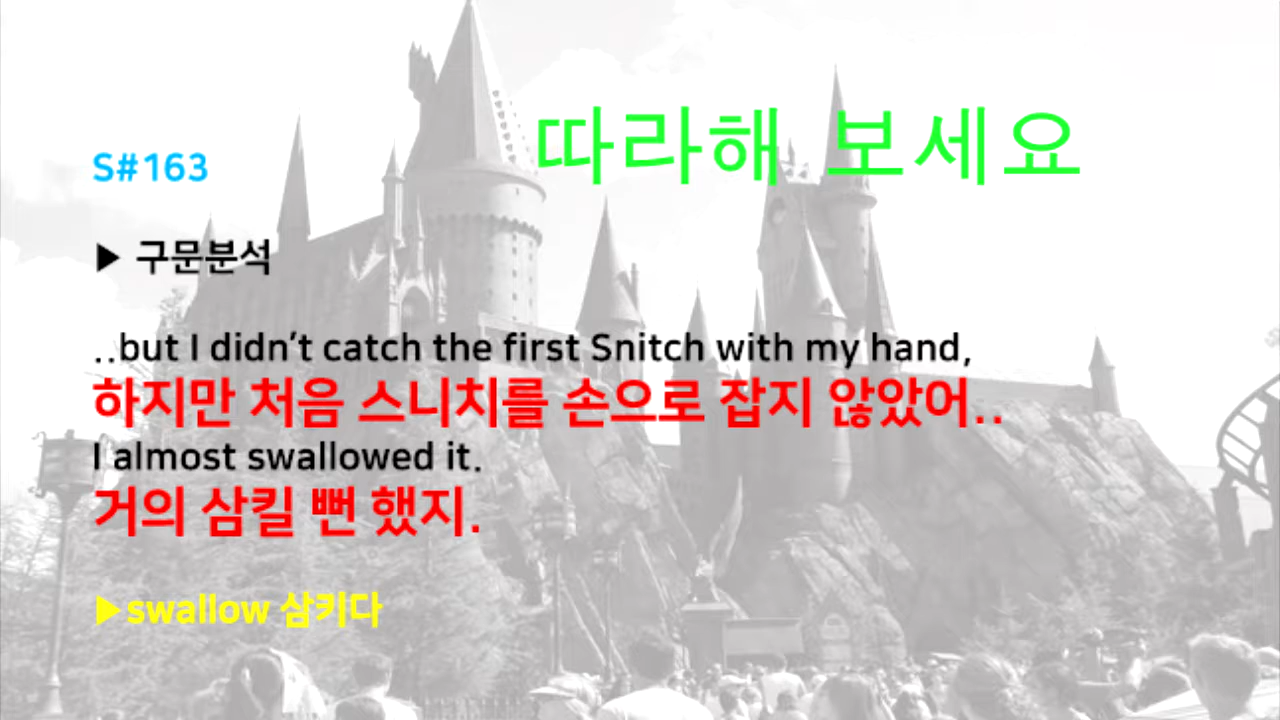 따라해 보세요
S#163
▶ 구문분석
..but I didn't catch the first Snitch with my hand,
하지만 처음 스니치를 손으로 잡지 않았어..
I almost swallowed it.
거의 삼킬 뻔 했지.
▶swallow 삼키다